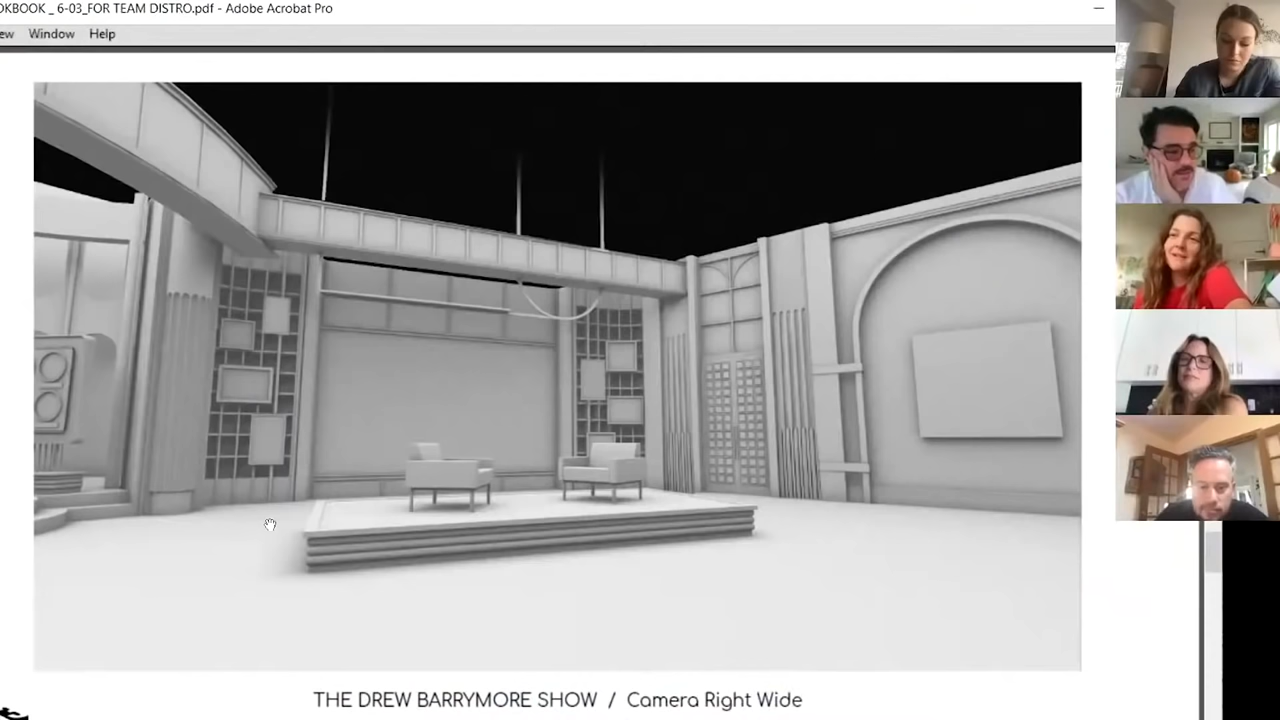 OKBOOK _ 6-03_FOR TEAM DISTRO.pdf - Adobe Acrobat Pro
ew Window Help
THE DREW BARRYMORE SHOW / Camera Right Wide